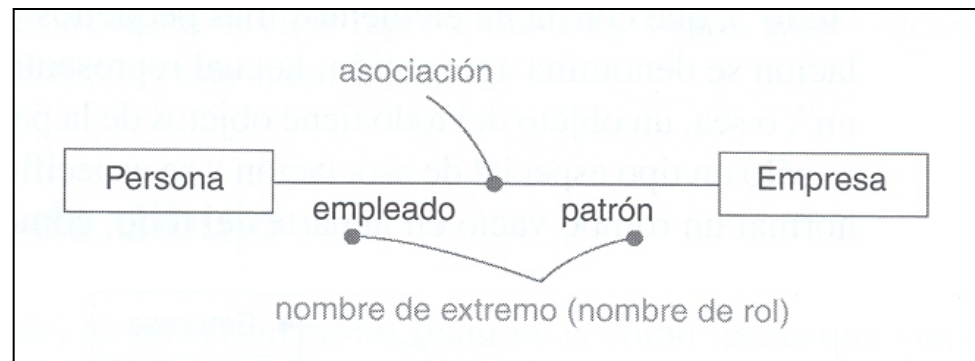 asociación
Persona
Empresa
empleado
patrón
nombre de extremo (nombre de rol)